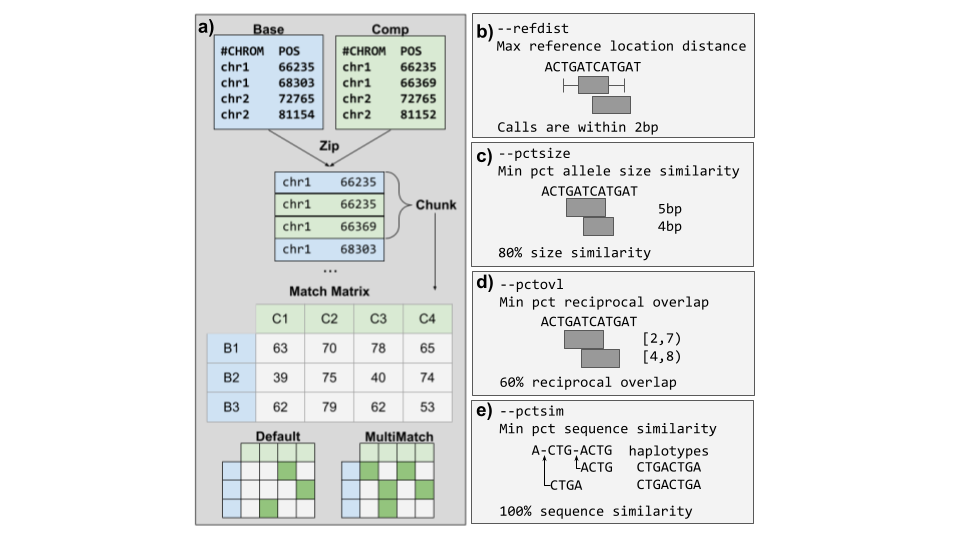 a)
Base Comp
#CHROM POS #CHROM POS
chr1 66235 chr1 66235
chr1 68303 chr1 66369
chr2 72765 chr2 72765
chr2 81154 chr2 81152
Zip
chr1 66235
chr1 66235
chr1 66369
chr1 68303
Chunk
...
Match Matrix
C1 C2 C3 C4
B1 63 70 78 65
B2 39 75 40 74
B3 62 79 62 53
Default MultiMatch
b) --refdist
Max reference location distance
ACTGATCATGAT
Calls are within 2bp
c) --pctsize
Min pct allele size similarity
ACTGATCATGAT
5bp
4bp
80% size similarity
d) --pctovl
Min pct reciprocal overlap
ACTGATCATGAT
[2,7)
[4,8)
60% reciprocal overlap
e) --pctsim
Min pct sequence similarity
A-CTG-ACTG haplotypes
ACTG CTGACTGA
CTGA CTGACTGA
100% sequence similarity